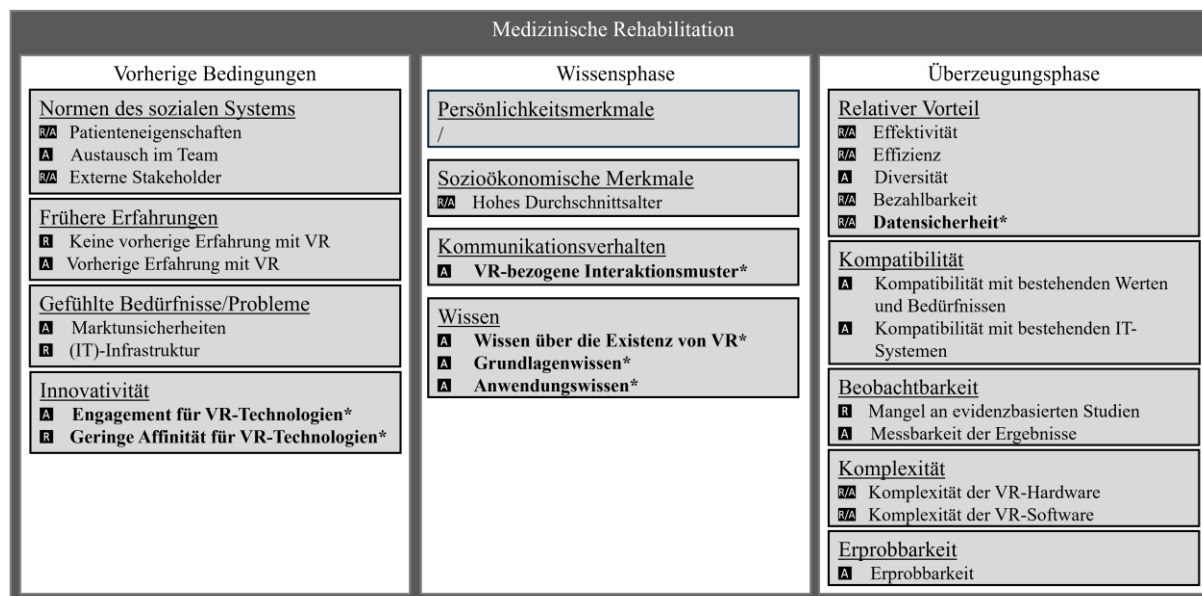 Medizinische Rehabilitation
Vorherige Bedingungen
Normen des sozialen Systems
R/A Patienteneigenschaften
A Austausch im Team
R/A Externe Stakeholder
Frühere Erfahrungen
R Keine vorherige Erfahrung mit VR
A Vorherige Erfahrung mit VR
Gefühlte Bedürfnisse/Probleme
A Marktunsicherheiten
R (IT)-Infrastruktur
Innovativität
A Engagement für VR-Technologien*
R Geringe Affinität für VR-Technologien*
Wissensphase
Persönlichkeitsmerkmale
/
Sozioökonomische Merkmale
R/A Hohes Durchschnittsalter
Kommunikationsverhalten
A VR-bezogene Interaktionsmuster*
Wissen
A Wissen über die Existenz von VR*
A Grundlagenwissen*
A Anwendungswissen*
Überzeugungsphase
Relativer Vorteil
R/A Effektivität
R/A Effizienz
A Diversität
R/A Bezahlbarkeit
R/A Datensicherheit*
Kompatibilität
A Kompatibilität mit bestehenden Werten
und Bedürfnissen
A Kompatibilität mit bestehenden IT-
Systemen
Beobachtbarkeit
R Mangel an evidenzbasierten Studien
A Messbarkeit der Ergebnisse
Komplexität
R/A Komplexität der VR-Hardware
R/A Komplexität der VR-Software
Erprobbarkeit
A Erprobbarkeit